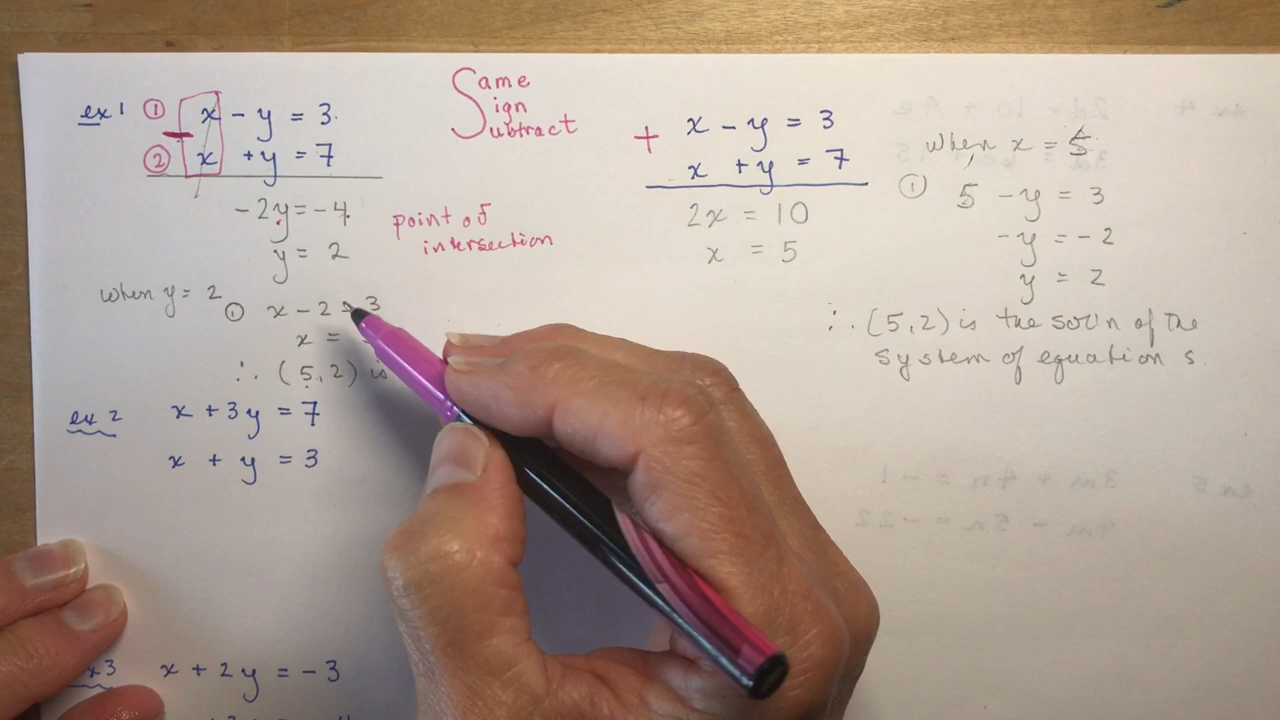 ex 1 ① x - y = 3
- ② x + y = 7
-2y = -4
y = 2
when y = 2 ① x - 2 = 3
x =
∴ (5,2) is
Same
Sign
Subtract
point of
intersection
+ x - y = 3
x + y = 7
2x = 10
x = 5
when x = 5
① 5 - y = 3
-y = -2
y = 2
∴ (5,2) is the soln of the
system of equations.
ex 2 x + 3y = 7
x + y = 3
x3 x + 2y = -3